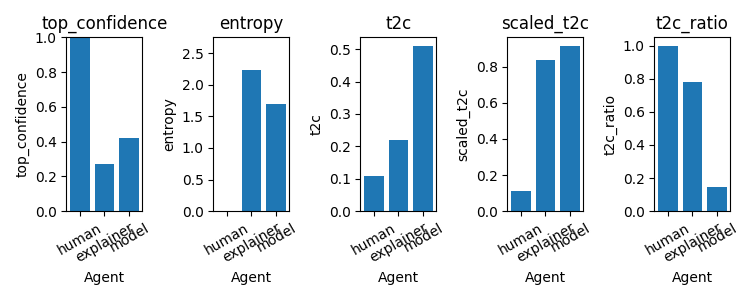 top_confidence
entropy
t2c
scaled_t2c
t2c_ratio
top_confidence
1.0
0.8
0.6
0.4
0.2
0.0
human
explainer
model
Agent
entropy
2.5
2.0
1.5
1.0
0.5
0.0
human
explainer
model
Agent
t2c
0.5
0.4
0.3
0.2
0.1
0.0
human
explainer
model
Agent
scaled_t2c
0.8
0.6
0.4
0.2
0.0
human
explainer
model
Agent
t2c_ratio
1.0
0.8
0.6
0.4
0.2
0.0
human
explainer
model
Agent